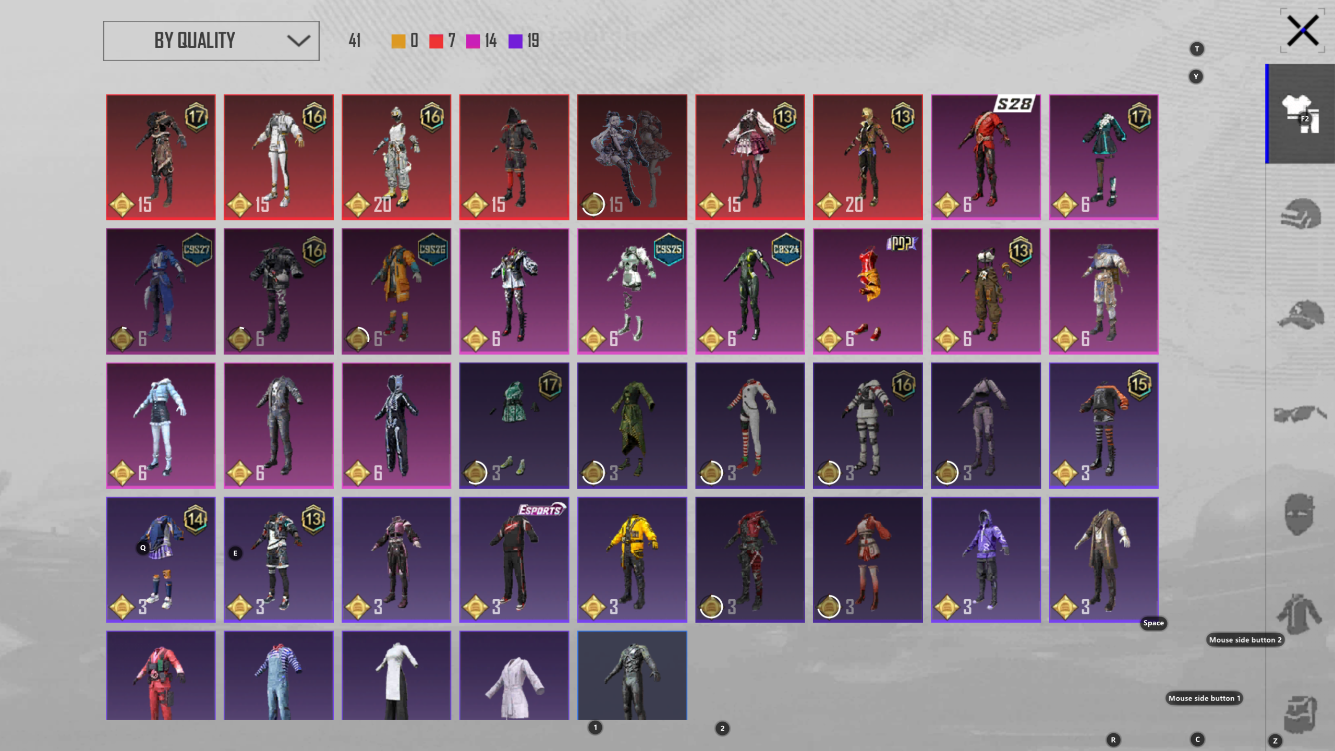 BY QUALITY 41 0 7 14 19
T
Y
F2
17 16 16 13 13 S28 17
15 15 20 15 15 15 20 6 6
C9S27 16 C9S26 C9S25 C8S24 13
6 6 6 6 6 6 6 6 6
17 16 15
6 6 6 3 3 3 3 3 3
14 13 ESPORTS
Q E
3 3 3 3 3 3 3 3 3
Space
Mouse side button 2
Mouse side button 1
1 2
R C Z